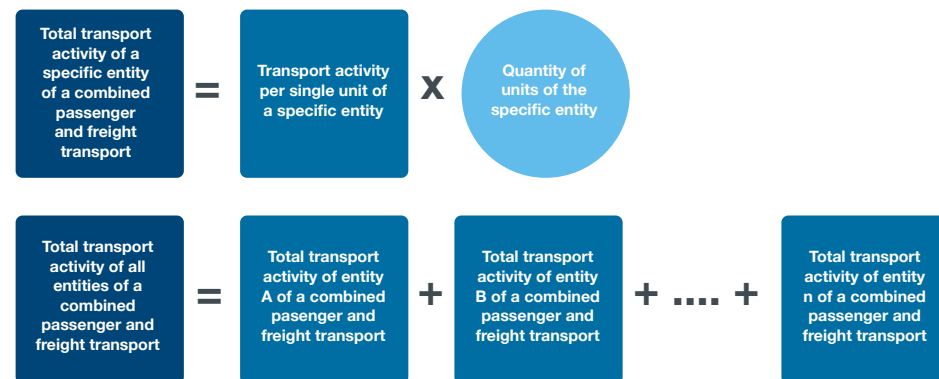 Total transport
activity of a
specific entity
of a combined
passenger
and freight
transport
=
Transport activity
per single unit of
a specific entity
x
Quantity of
units of the
specific entity
Total transport
activity of all
entities of a
combined
passenger and
freight transport
=
Total transport
activity of entity
A of a combined
pasenger and
freight transport
+
Total transport
activity of entity
B of a combined
passenger and
freight transport
+ .... +
Total transport
activity of entity
n of a combined
passenger and
freight transport